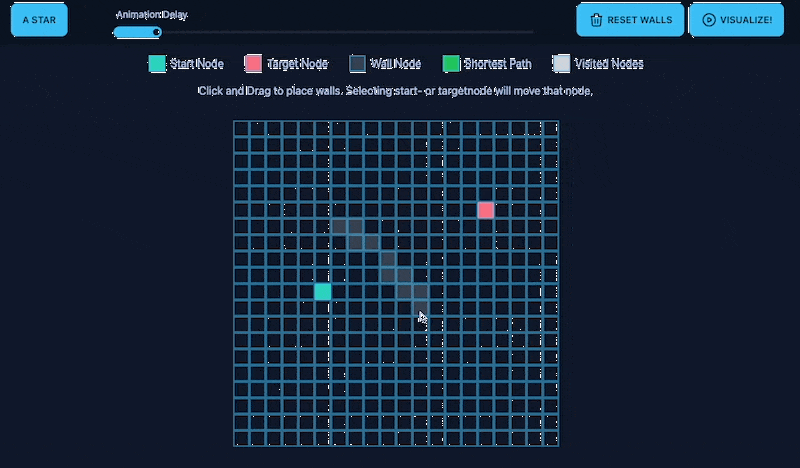 A STAR
Animation Delay
RESET WALLS
VISUALIZE!
Start Node
Target Node
Wall Node
Shortest Path
Visited Nodes
Click and Drag to place walls. Selecting start- or targetnode will move that node.